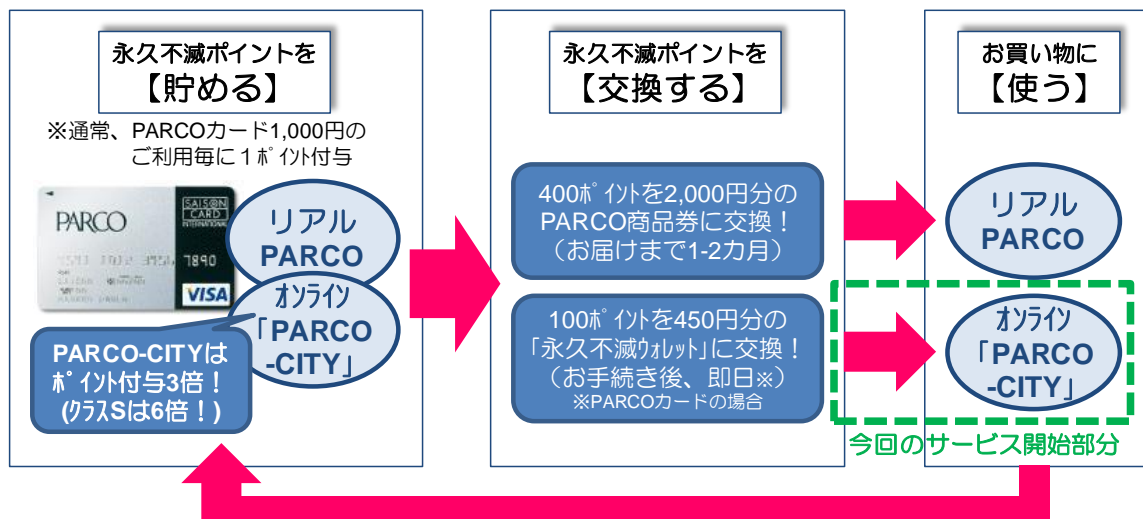 永久不滅ポイントを
【貯める】
※通常、PARCOカード1,000円の
ご利用毎に1ﾎﾟｲﾝﾄ付与
PARCO
SAISON
CARD
INTERNATIONAL
7890
VISA
リアル
PARCO
ｵﾝﾗｲﾝ
「PARCO
-CITY」
PARCO-CITYは
ﾎﾟｲﾝﾄ付与3倍！
(ｸﾗｽSは6倍！)
永久不滅ポイントを
【交換する】
400ﾎﾟｲﾝﾄを2,000円分の
PARCO商品券に交換！
（お届けまで1-2カ月）
100ﾎﾟｲﾝﾄを450円分の
「永久不滅ｳｫﾚｯﾄ」に交換！
（お手続き後、即日※）
※PARCOカードの場合
お買い物に
【使う】
リアル
PARCO
ｵﾝﾗｲﾝ
「PARCO
-CITY」
今回のサービス開始部分